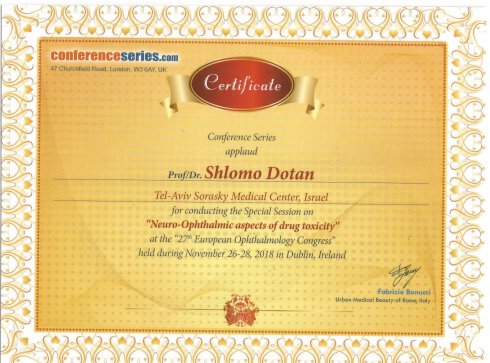 conferenceseries.com
47 Churchfield Road, London, W3 6AY, UK
Certificate
Conference Series
applaud
Prof/Dr. Shlomo Dotan
Tel-Aviv Sorasky Medical Center, Israel
for conducting the Special Session on
"Neuro-Ophthalmic aspects of drug toxicity"
at the "27th European Ophthalmology Congress"
held during November 26-28, 2018 in Dublin, Ireland
Fabrizio Bonucci
Urban Medical Beauty of Rome, Italy